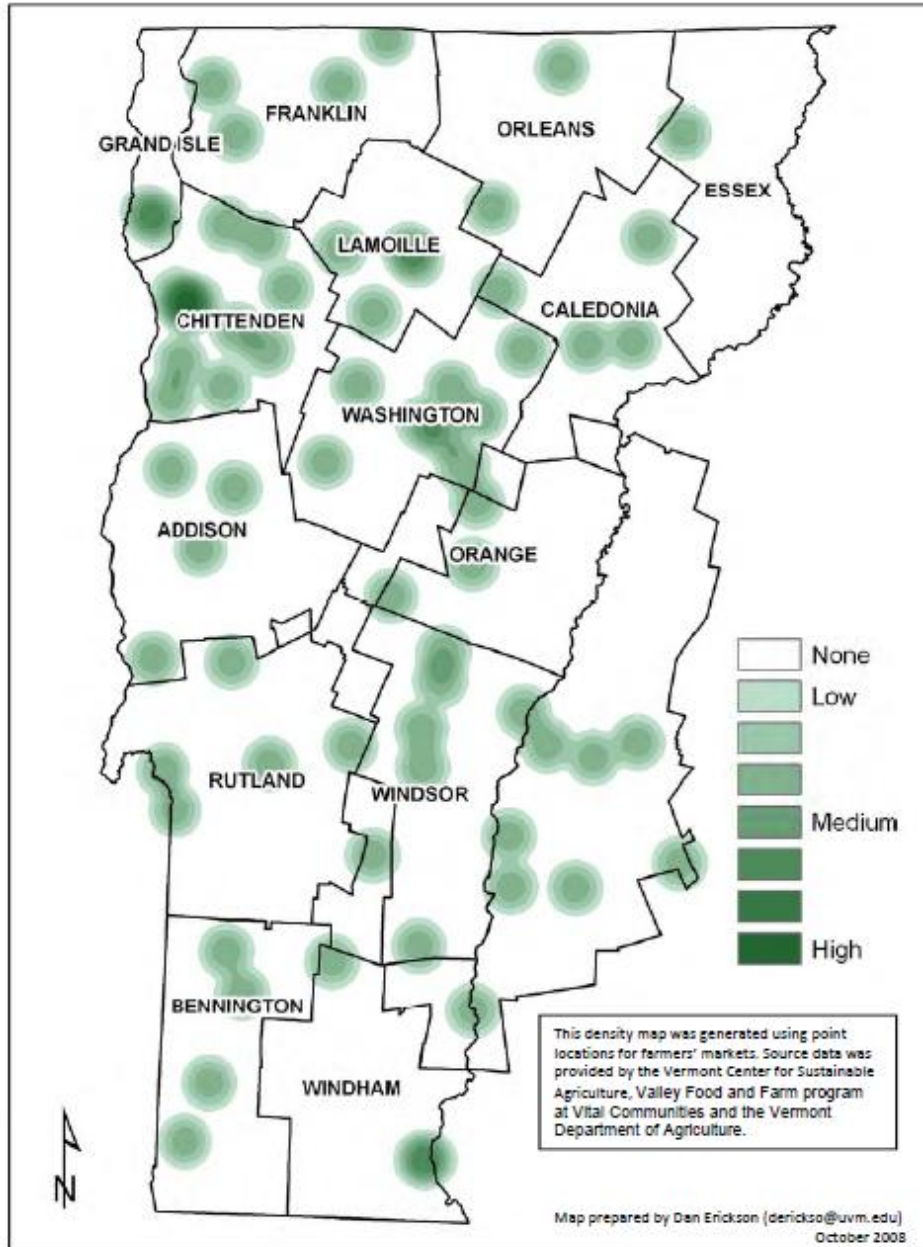 FRANKLIN
ORLEANS
GRAND ISLE
ESSEX
LAMOILLE
CALEDONIA
CHITTENDEN
WASHINGTON
ADDISON
ORANGE
None
Low
RUTLAND
WINDSOR
Medium
High
BENNINGTON
WINDHAM
This density map was generated using point
locations for farmers' markets. Source data was
provided by the Vermont Center for Sustainable
Agriculture, Valley Food and Farm program
at Vital Communities and the Vermont
Department of Agriculture.
N
Map prepared by Dan Erickson (derickso@uvm.edu)
October 2008